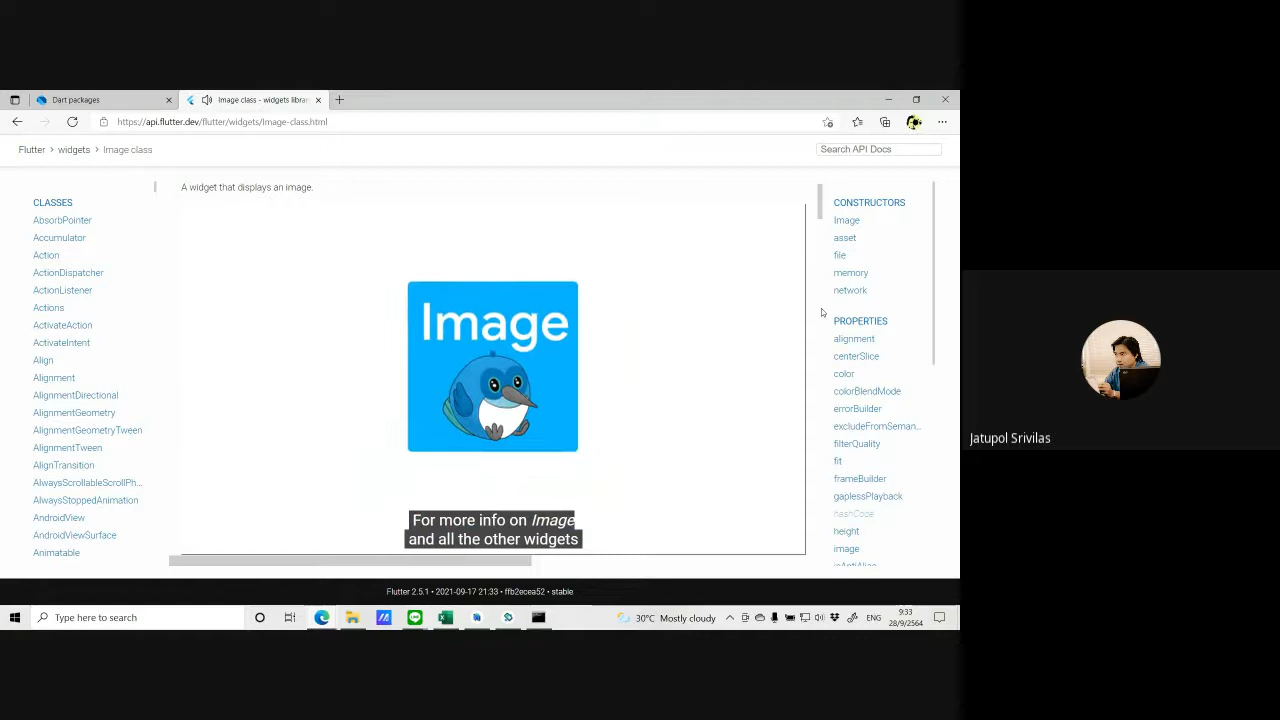 Dart packages
Image class - widgets librar
https://api.flutter.dev/flutter/widgets/Image-class.html
Flutter > widgets > Image class
Search API Docs
A widget that displays an image.
CLASSES
AbsorbPointer
Accumulator
Action
ActionDispatcher
ActionListener
Actions
ActivateAction
ActivateIntent
Align
Alignment
AlignmentDirectional
AlignmentGeometry
AlignmentGeometryTween
AlignmentTween
AlignTransition
AlwaysScrollableScrollPh...
AlwaysStoppedAnimation
AndroidView
AndroidViewSurface
Animatable
Image
For more info on Image
and all the other widgets
CONSTRUCTORS
Image
asset
file
memory
network
PROPERTIES
alignment
centerSlice
color
colorBlendMode
errorBuilder
excludeFromSeman...
filterQuality
fit
frameBuilder
gaplessPlayback
hashCode
height
image
isAntiAlias
Flutter 2.5.1 • 2021-09-17 21:33 • ffb2ecea52 • stable
Type here to search
30°C Mostly cloudy
ENG
9:33
28/9/2564
Jatupol Srivilas